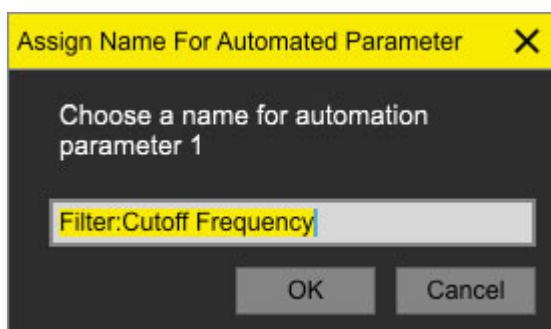 Assign Name For Automated Parameter
Choose a name for automation
parameter 1
Filter:Cutoff Frequency
OK Cancel